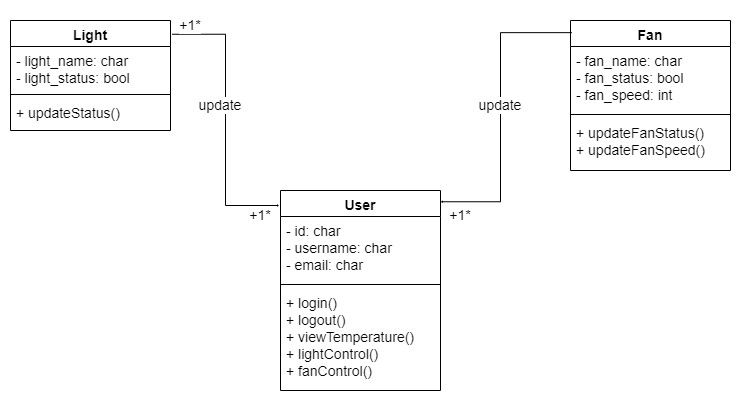 +1*
Light
- light_name: char
- light_status: bool
+ updateStatus()
update
Fan
- fan_name: char
- fan_status: bool
- fan_speed: int
+ updateFanStatus()
+ updateFanSpeed()
update
+1*
User
+1*
- id: char
- username: char
- email: char
+ login()
+ logout()
+ viewTemperature()
+ lightControl()
+ fanControl()